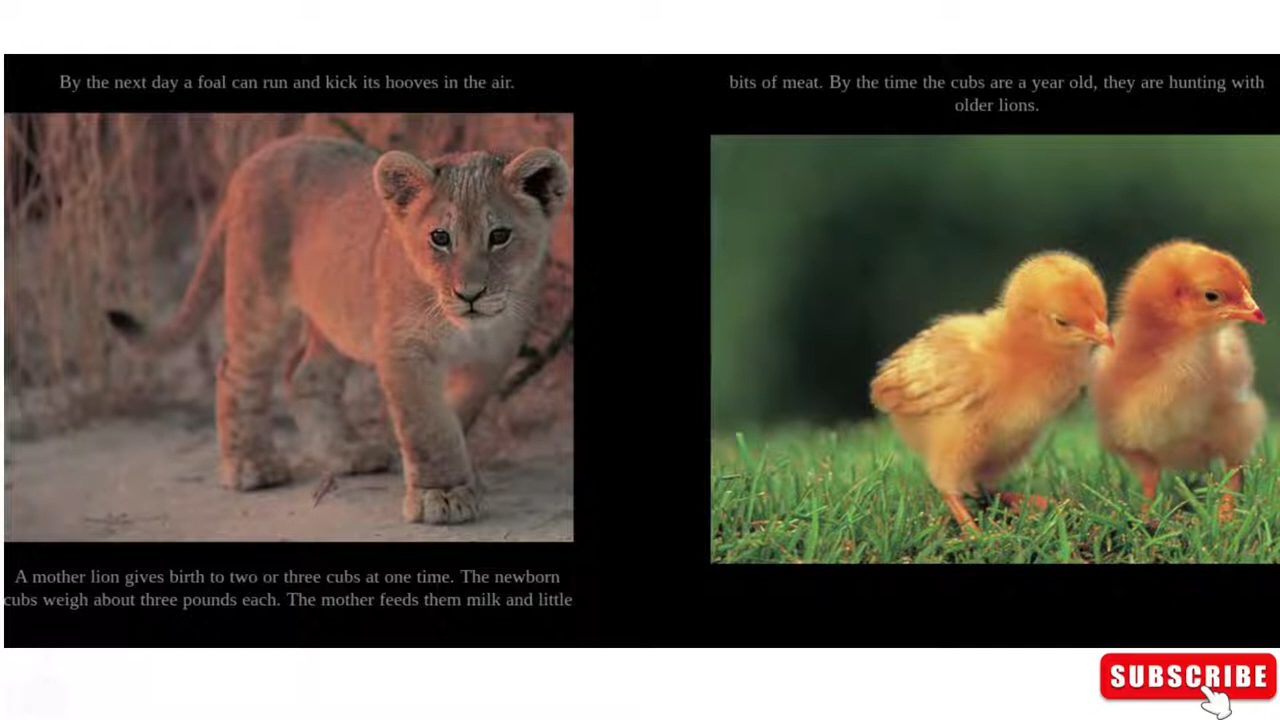 By the next day a foal can run and kick its hooves in the air.
A mother lion gives birth to two or three cubs at one time. The newborn
cubs weigh about three pounds each. The mother feeds them milk and little
bits of meat. By the time the cubs are a year old, they are hunting with
older lions.
SUBSCRIBE